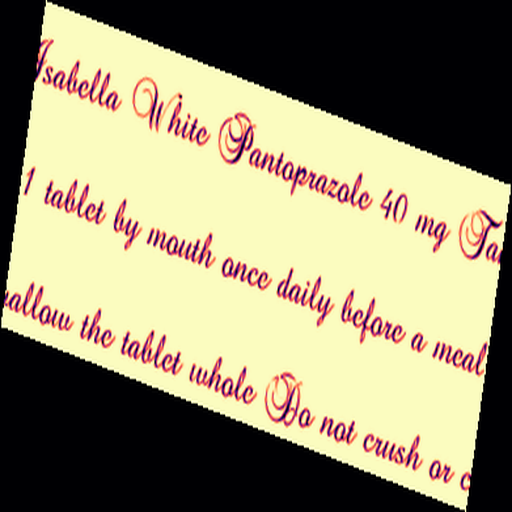 Isabella White Pantoprazole 40 mg
1 tablet by mouth once daily before a meal
the tablet whole Do not crush or